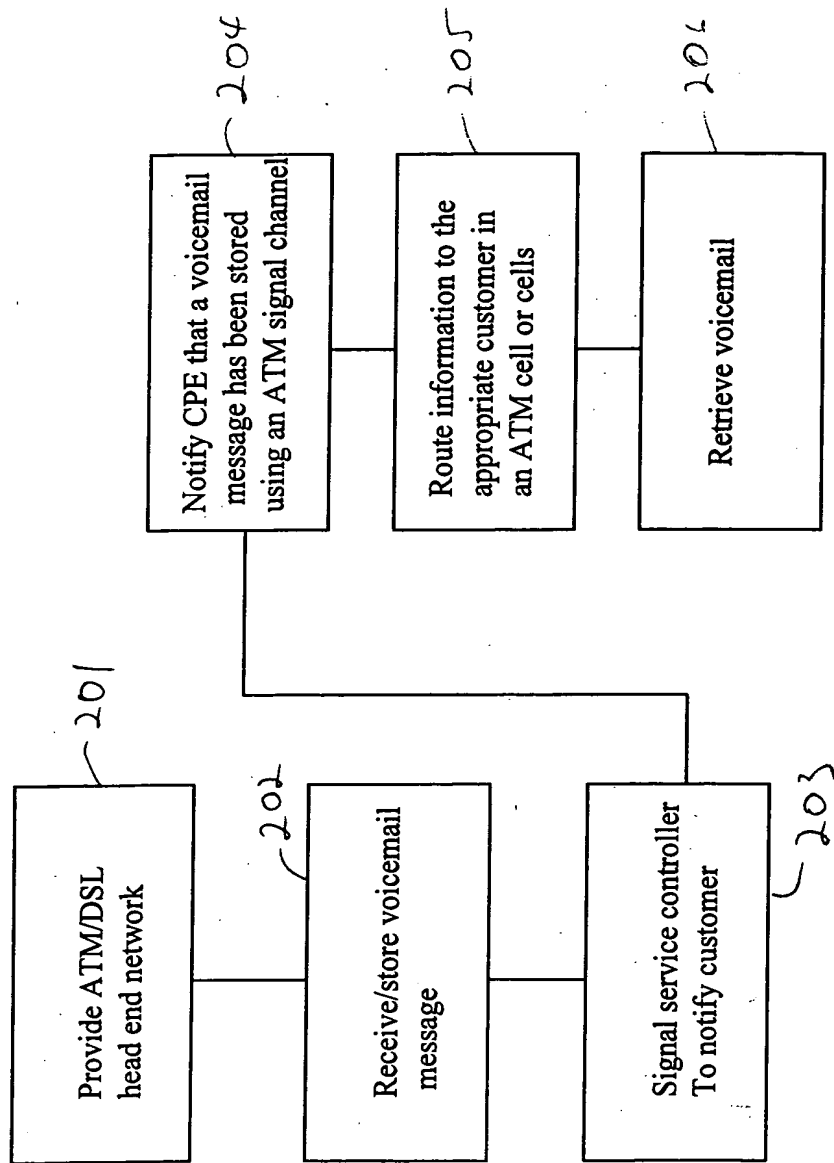 Provide ATM/DSL
head end network
201
Receive/store voicemail
message
202
Signal service controller
To notify customer
203
Notify CPE that a voicemail
message has been stored
using an ATM signal channel
204
Route information to the
appropriate customer in
an ATM cell or cells
205
Retrieve voicemail
206